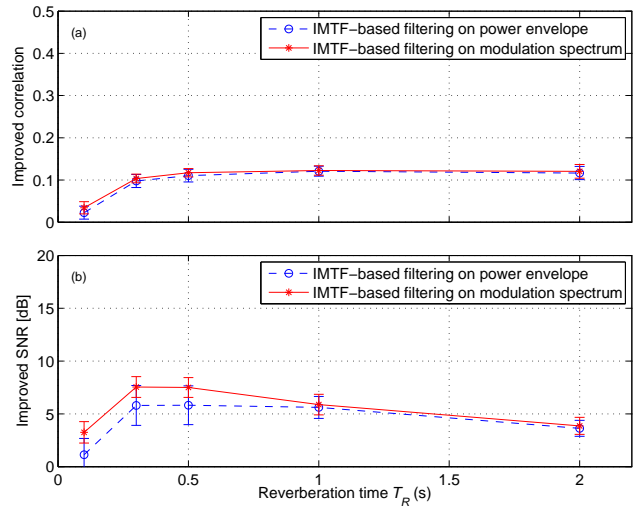 0.5
0.4
0.3
0.2
0.1
0
Improved correlation
(a)
IMTF-based filtering on power envelope
IMTF-based filtering on modulation spectrum
20
15
10
5
0
Improved SNR [dB]
(b)
IMTF-based filtering on power envelope
IMTF-based filtering on modulation spectrum
0 0.5 1 1.5 2
Reverberation time T_R (s)